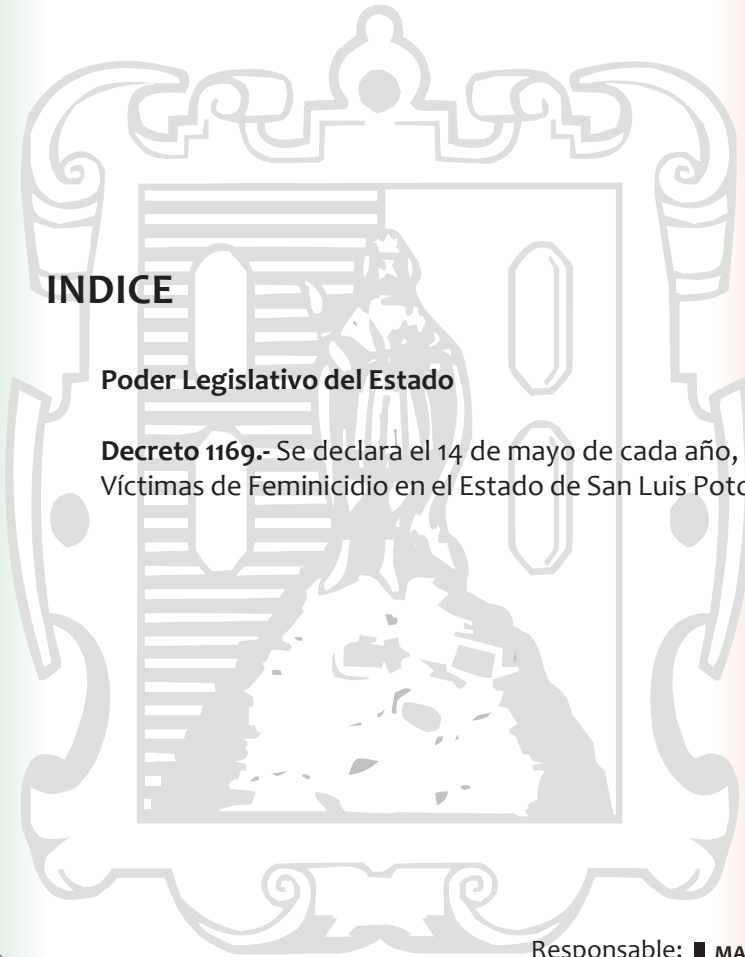 INDICE
Poder Legislativo del Estado
Decreto 1169.- Se declara el 14 de mayo de cada año,
Víctimas de Feminicidio en el Estado de San Luis
Responsable: